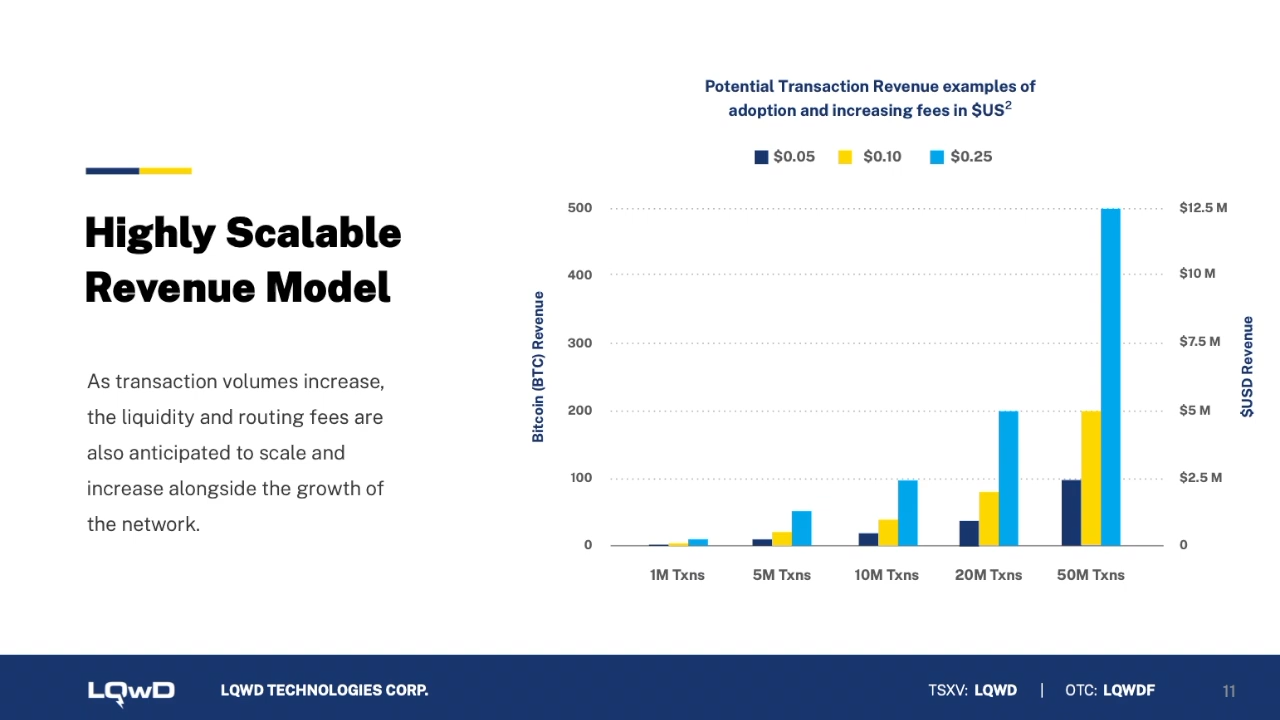 Highly Scalable
Revenue Model
As transaction volumes increase,
the liquidity and routing fees are
also anticipated to scale and
increase alongside the growth of
the network.
Potential Transaction Revenue examples of
adoption and increasing fees in $US²
$0.05 $0.10 $0.25
Bitcoin (BTC) Revenue
500
400
300
200
100
0
$12.5 M
$10 M
$7.5 M
$5 M
$2.5 M
0
$USD Revenue
1M Txns 5M Txns 10M Txns 20M Txns 50M Txns
LQwD LQWD TECHNOLOGIES CORP. TSXV: LQWD | OTC: LQWDF 11